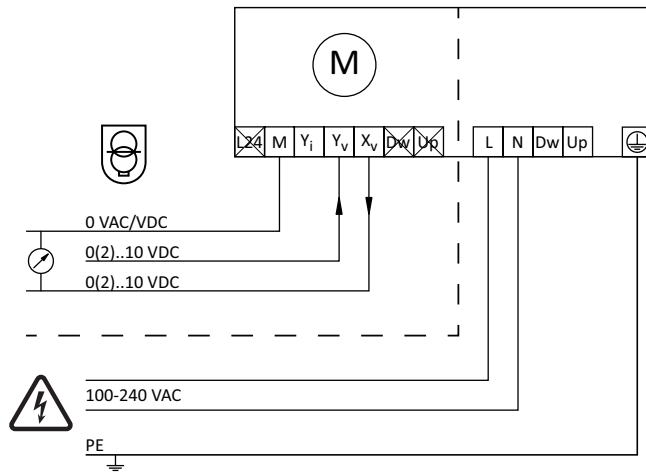 M
L24 M Yi Yv Xv Dw Up L N Dw Up
0 VAC/VDC
0(2)..10 VDC
0(2)..10 VDC
100-240 VAC
PE